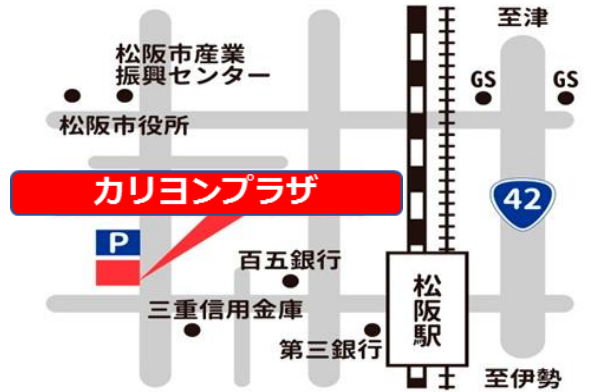 至津
松阪市産業
振興センター
GS
GS
松阪市役所
カリヨンプラザ
42
P
百五銀行
三重信用金庫
松阪駅
第三銀行
至伊勢